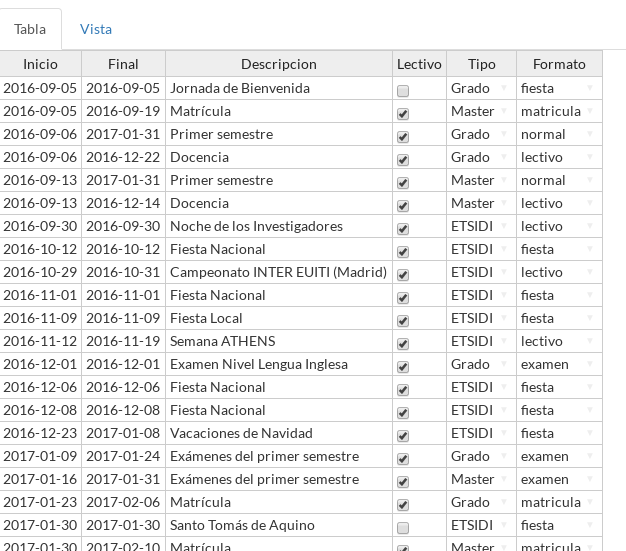 Tabla Vista
Inicio Final Descripcion Lectivo Tipo Formato
2016-09-05 2016-09-05 Jornada de Bienvenida Grado fiesta
2016-09-05 2016-09-19 Matrícula Master matricula
2016-09-06 2017-01-31 Primer semestre Grado normal
2016-09-06 2016-12-22 Docencia Grado lectivo
2016-09-13 2017-01-31 Primer semestre Master normal
2016-09-13 2016-12-14 Docencia Master lectivo
2016-09-30 2016-09-30 Noche de los Investigadores ETSIDI lectivo
2016-10-12 2016-10-12 Fiesta Nacional ETSIDI fiesta
2016-10-29 2016-10-31 Campeonato INTER EUITI (Madrid) ETSIDI lectivo
2016-11-01 2016-11-01 Fiesta Nacional ETSIDI fiesta
2016-11-09 2016-11-09 Fiesta Local ETSIDI fiesta
2016-11-12 2016-11-19 Semana ATHENS ETSIDI lectivo
2016-12-01 2016-12-01 Examen Nivel Lengua Inglesa Grado examen
2016-12-06 2016-12-06 Fiesta Nacional ETSIDI fiesta
2016-12-08 2016-12-08 Fiesta Nacional ETSIDI fiesta
2016-12-23 2017-01-08 Vacaciones de Navidad ETSIDI fiesta
2017-01-09 2017-01-24 Exámenes del primer semestre Grado examen
2017-01-16 2017-01-31 Exámenes del primer semestre Master examen
2017-01-23 2017-02-06 Matrícula Grado matricula
2017-01-30 2017-01-30 Santo Tomás de Aquino ETSIDI fiesta
2017-01-30 2017-02-10 Matrícula Master matricula